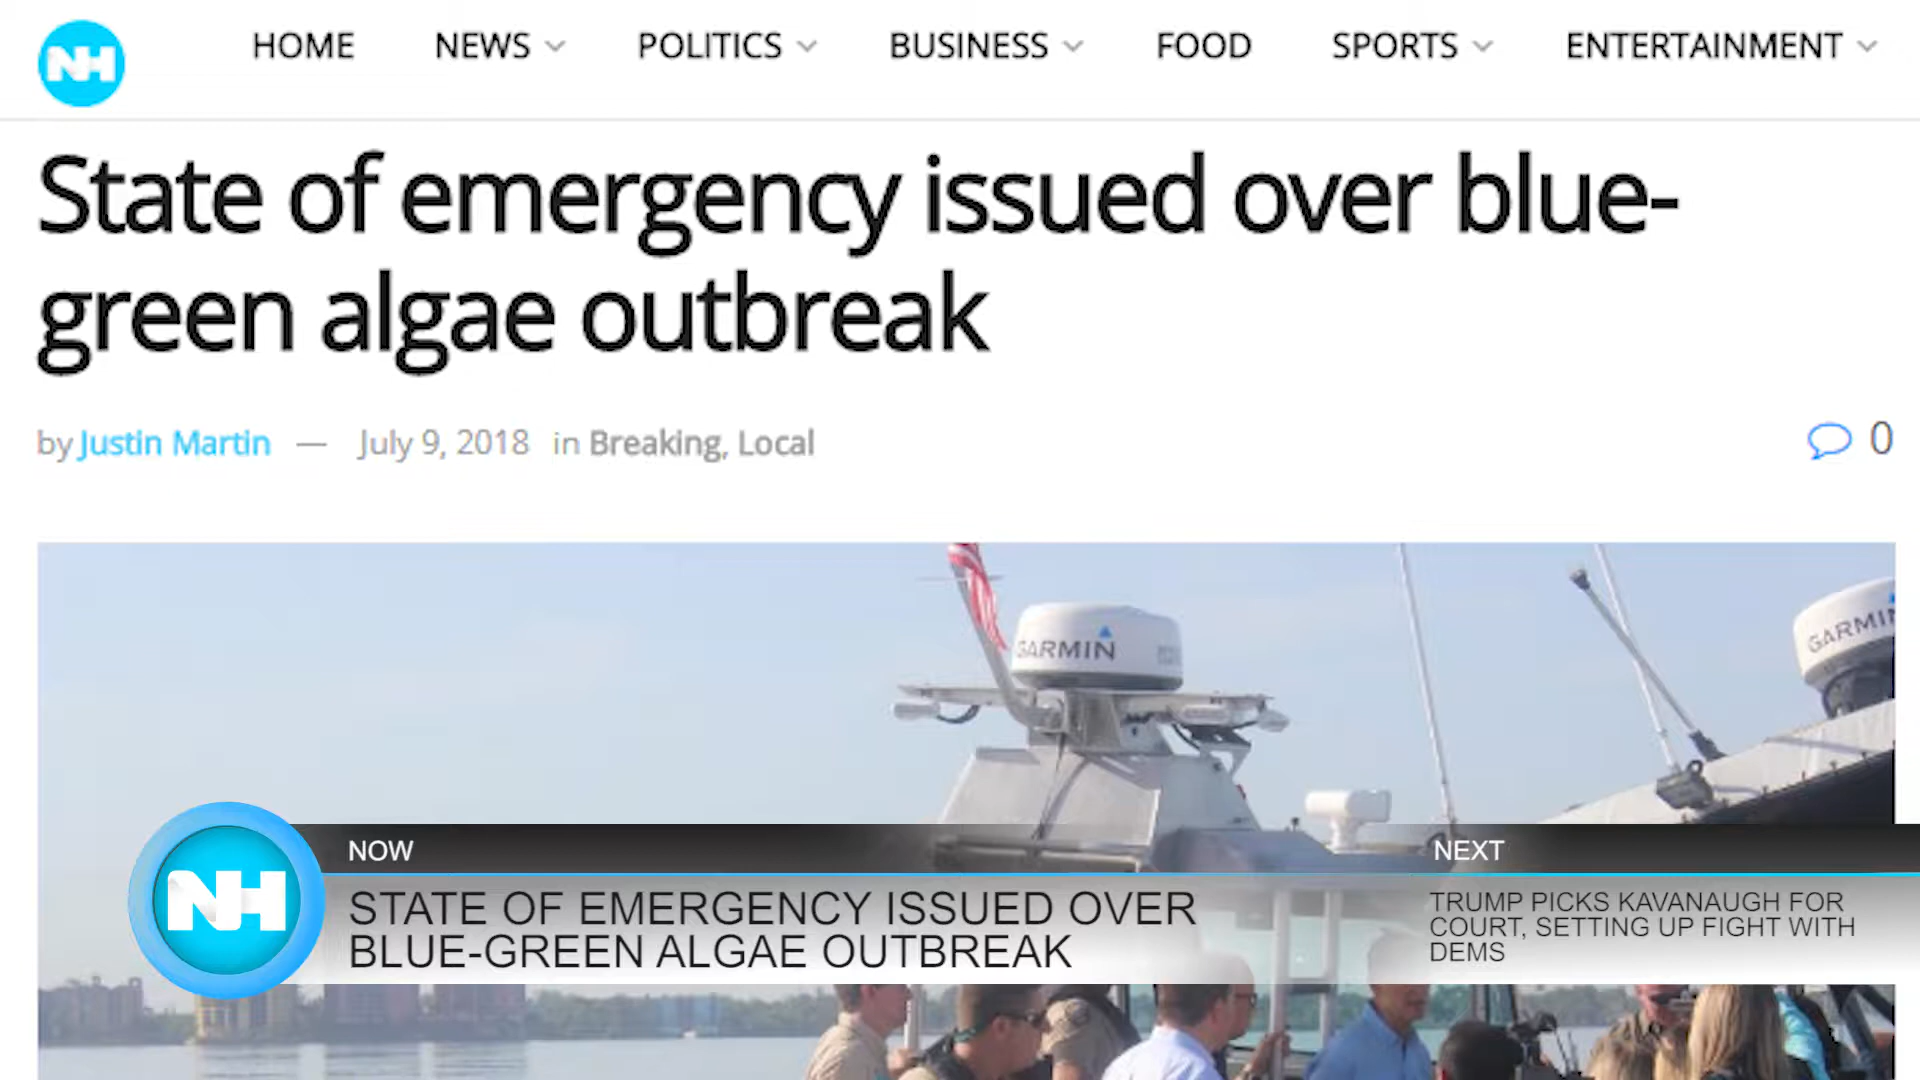 NH
HOME NEWS POLITICS BUSINESS FOOD SPORTS ENTERTAINMENT
State of emergency issued over blue-
green algae outbreak
by Justin Martin — July 9, 2018 in Breaking, Local
0
GARMIN
GARMIN
NOW
NEXT
NH
STATE OF EMERGENCY ISSUED OVER
BLUE-GREEN ALGAE OUTBREAK
TRUMP PICKS KAVANAUGH FOR
COURT, SETTING UP FIGHT WITH
DEMS